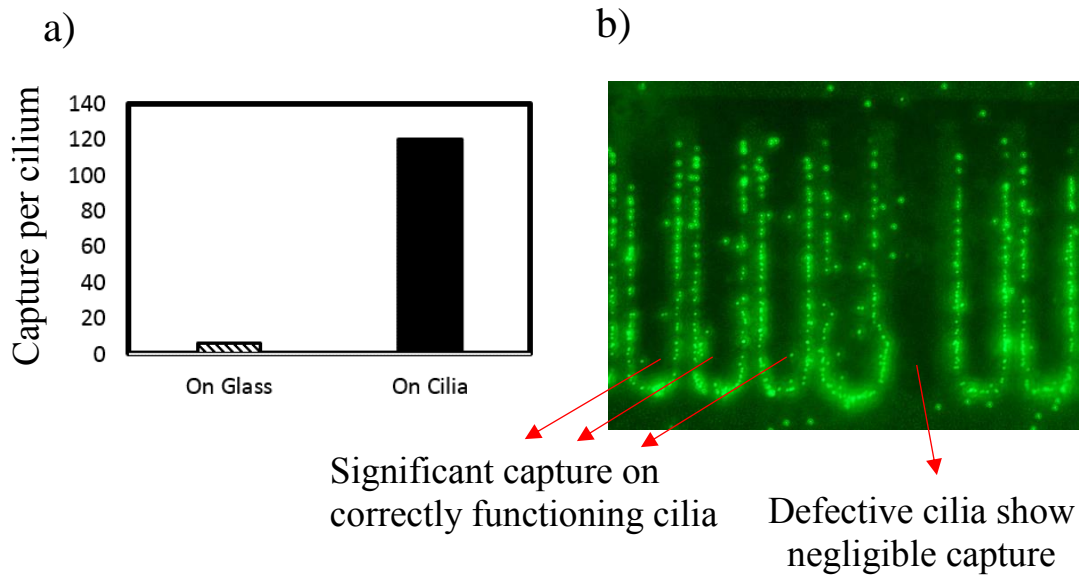 a)
b)
Capture per cilium
140
120
100
80
60
40
20
0
On Glass
On Cilia
Significant capture on
correctly functioning cilia
Defective cilia show
negligible capture